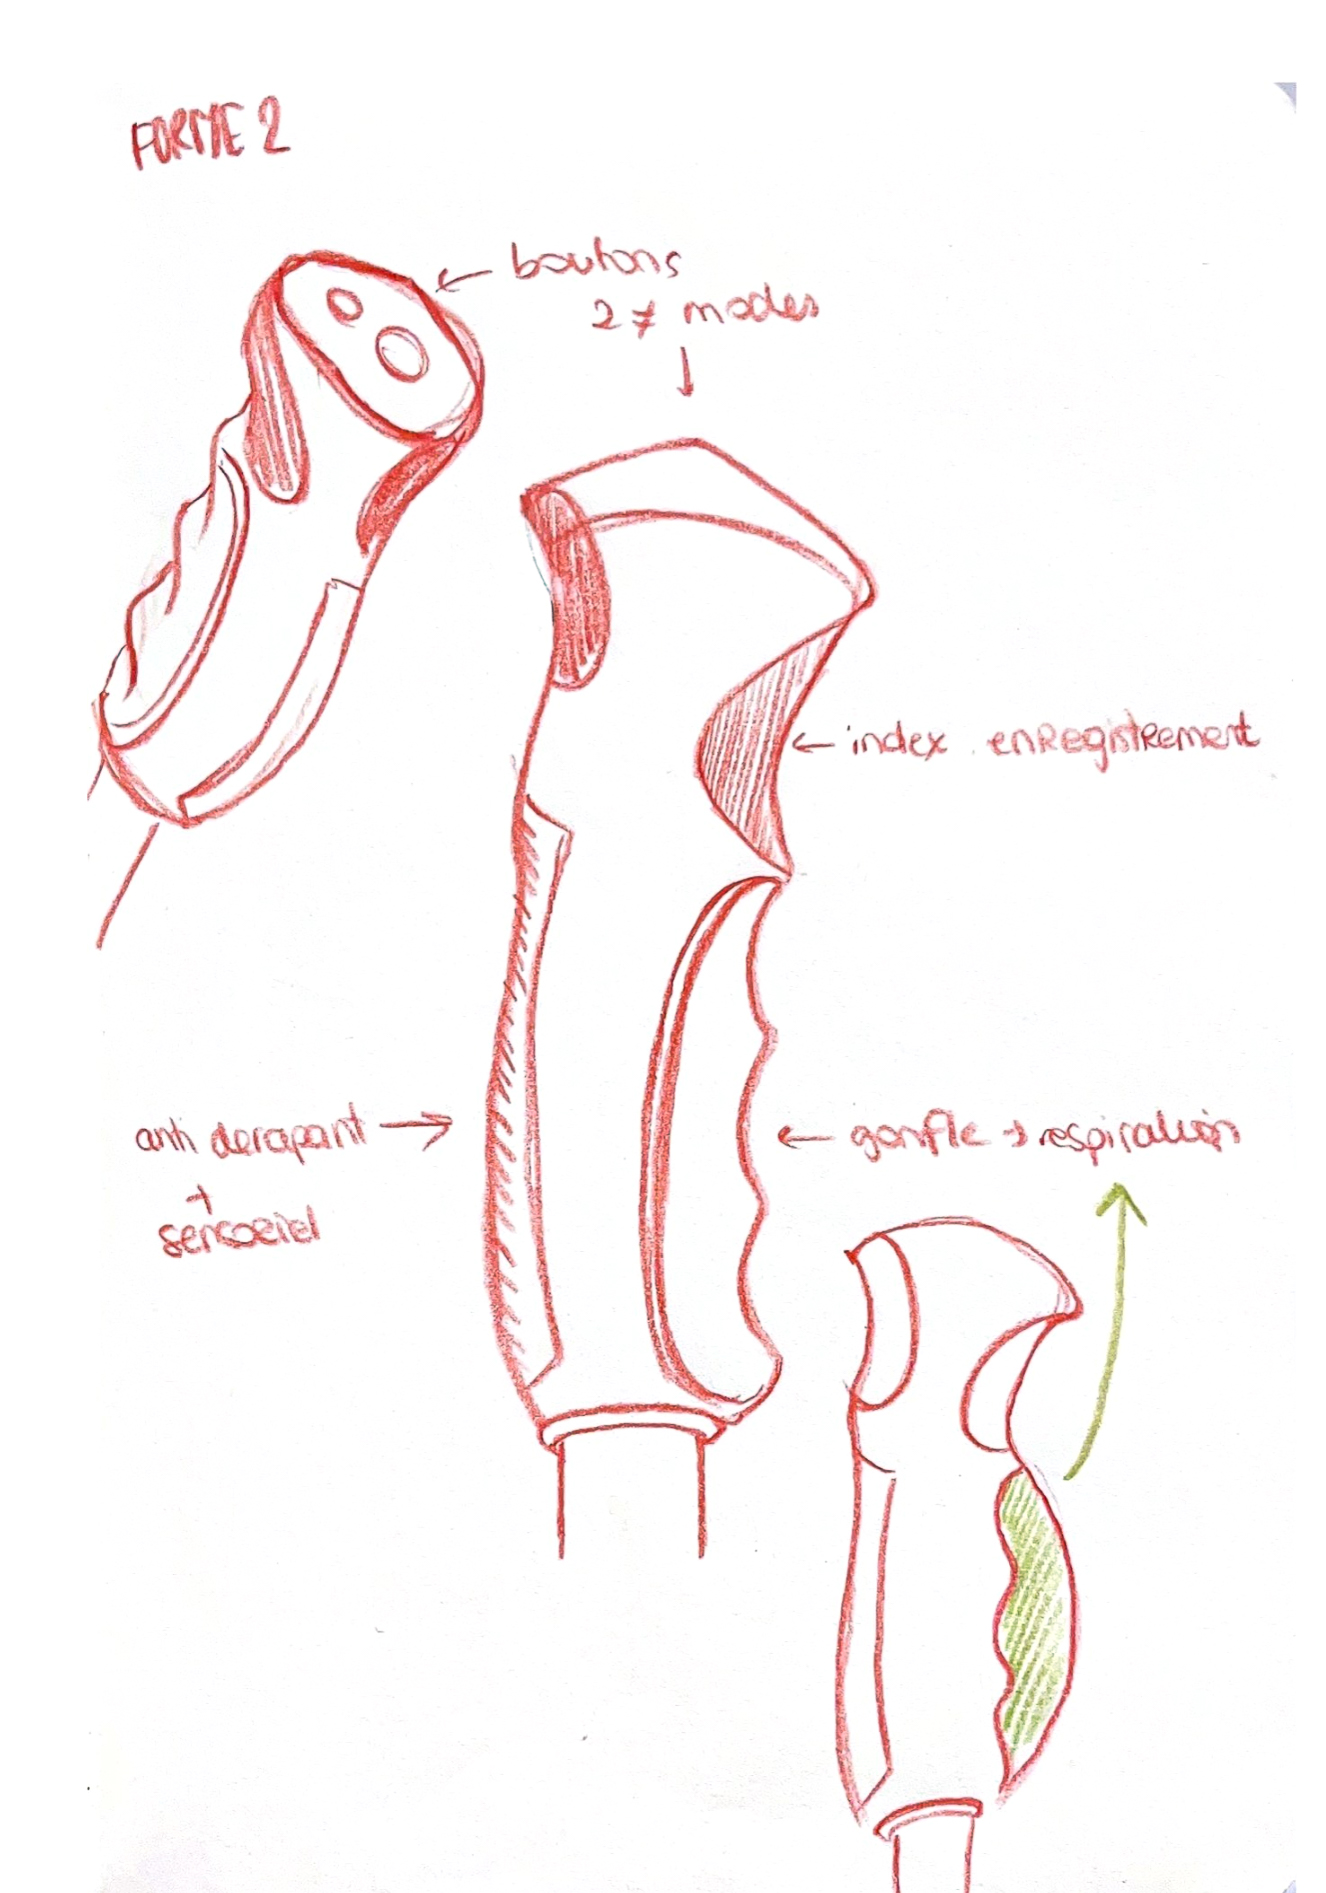 FORME 2
← boutons
2 ≠ modes
↓
← index . enregistrement
anti derapant →
+
sensoriel
← gonfle → respiration